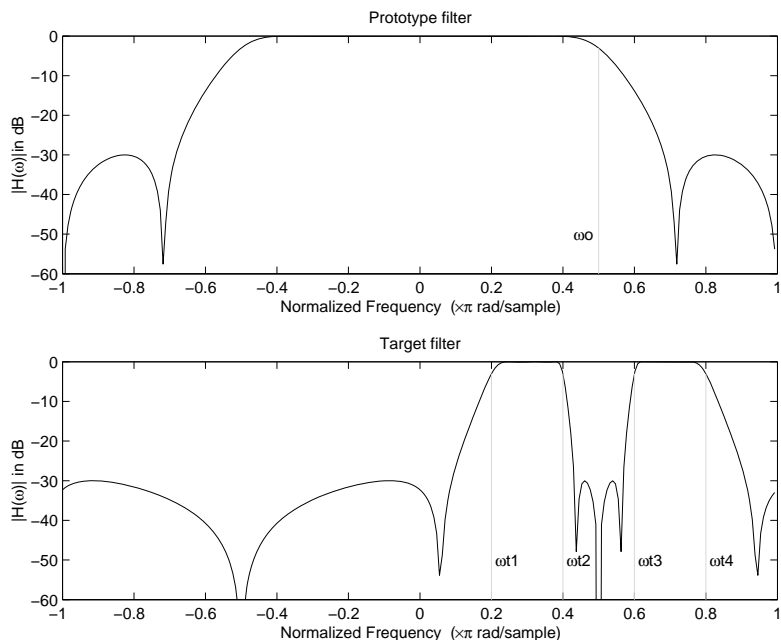 Prototype filter
0
−10
−20
−30
−40
−50
−60
|H(ω)|in dB
ωo
−1 −0.8 −0.6 −0.4 −0.2 0 0.2 0.4 0.6 0.8 1
Normalized Frequency (×π rad/sample)
Target filter
0
−10
−20
−30
−40
−50
−60
|H(ω)| in dB
ωt1 ωt2 ωt3 ωt4
−1 −0.8 −0.6 −0.4 −0.2 0 0.2 0.4 0.6 0.8 1
Normalized Frequency (×π rad/sample)